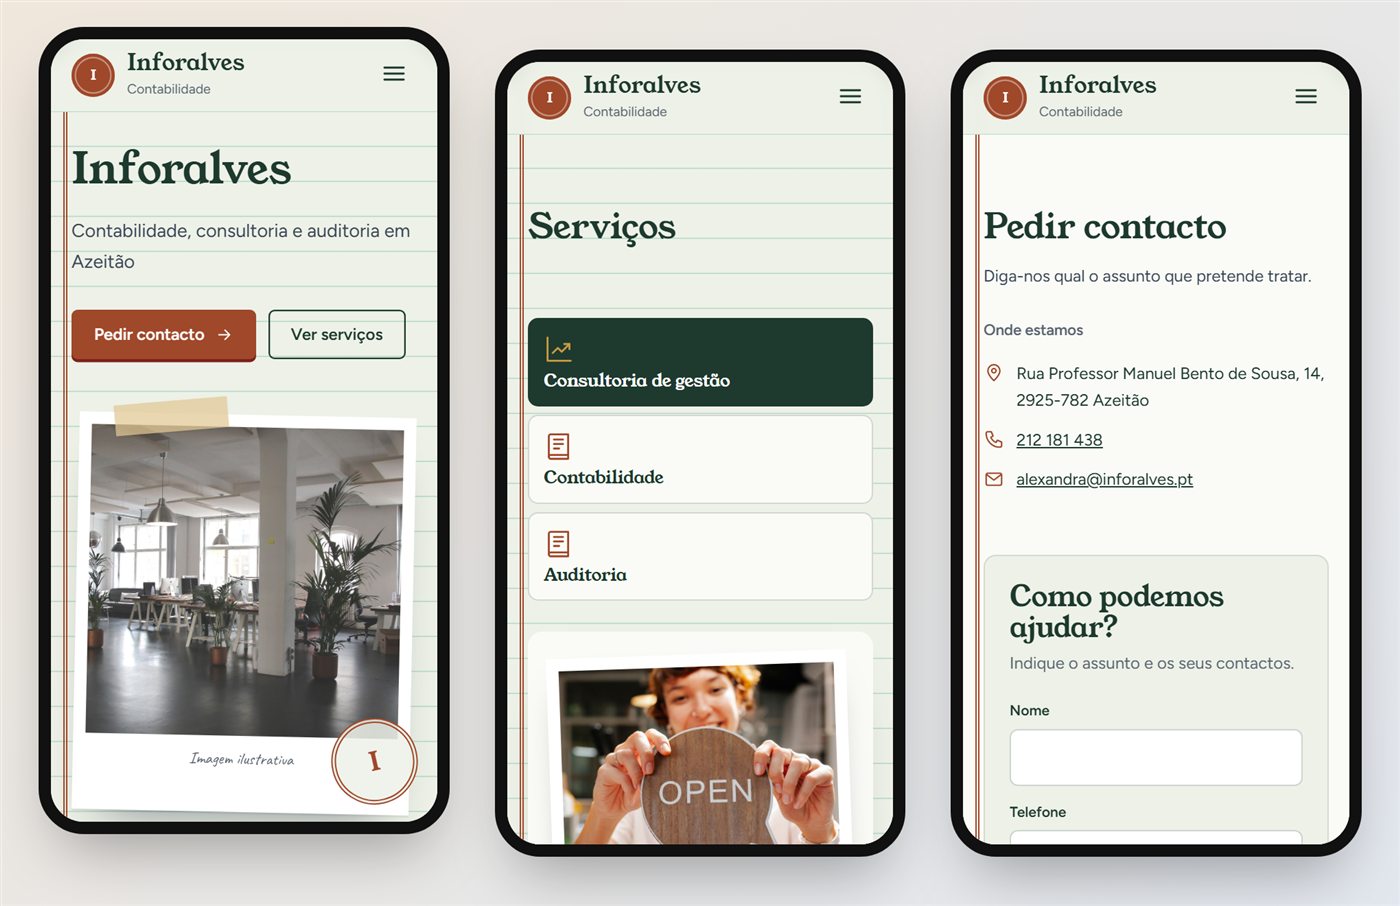 I
Inforalves
Contabilidade
Inforalves
Contabilidade, consultoria e auditoria em
Azeitão
Pedir contacto
Ver serviços
Imagem ilustrativa
I
I
Inforalves
Contabilidade
Serviços
Consultoria de gestão
Contabilidade
Auditoria
OPEN
I
Inforalves
Contabilidade
Pedir contacto
Diga-nos qual o assunto que pretende tratar.
Onde estamos
Rua Professor Manuel Bento de Sousa, 14,
2925-782 Azeitão
212 181 438
alexandra@inforalves.pt
Como podemos
ajudar?
Indique o assunto e os seus contactos.
Nome
Telefone